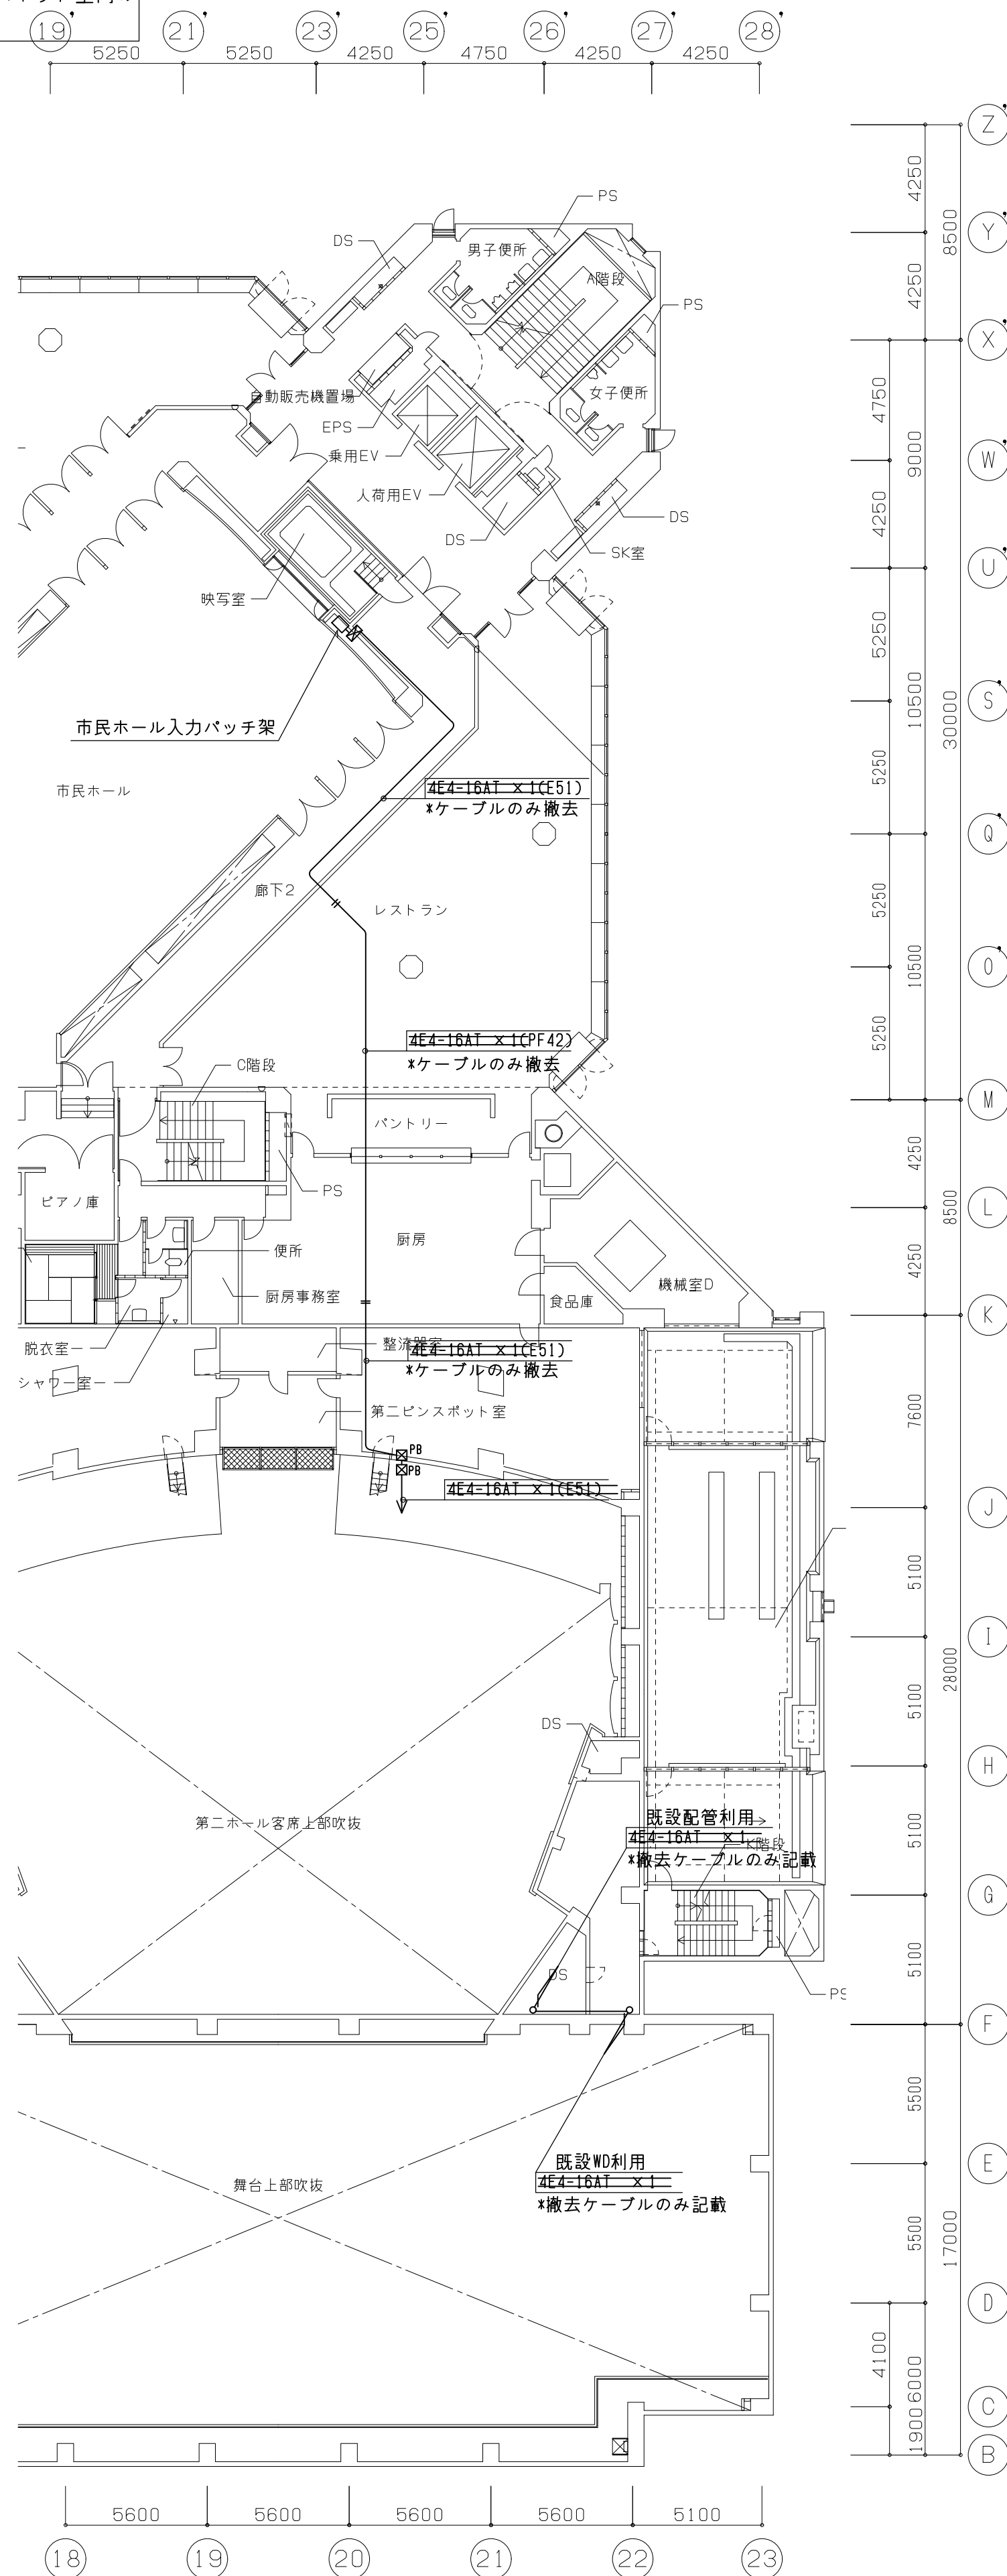 19'
21'
23'
25'
26'
27'
28'
5250
5250
4250
4750
4250
4250
Z'
4250
8500
Y'
4250
X'
4750
9000
W'
4250
U'
5250
10500
30000
S'
5250
Q'
5250
10500
O'
5250
M
4250
8500
L
4250
K
7600
J
5100
I
28000
5100
H
5100
G
5100
F
5500
E
17000
5500
D
4100
6000
C
1900
B
PS
DS
男子便所
A階段
PS
女子便所
自動販売機置場
EPS
乗用EV
人荷用EV
DS
DS
SK室
映写室
市民ホール入力パッチ架
市民ホール
4E4-16AT ×1(E51)
*ケーブルのみ撤去
廊下2
レストラン
4E4-16AT ×1(PF42)
*ケーブルのみ撤去
C階段
パントリー
PS
ピアノ庫
厨房
便所
機械室D
厨房事務室
食品庫
脱衣室
整流器室
4E4-16AT ×1(E51)
*ケーブルのみ撤去
シャワー室
第二ピンスポット室
PB
PB
4E4-16AT ×1(E51)
DS
第二ホール客席上部吹抜
既設配管利用
4E4-16AT ×1
K階段
*撤去ケーブルのみ記載
DS
PS
既設WD利用
4E4-16AT ×1
*撤去ケーブルのみ記載
舞台上部吹抜
5600
5600
5600
5600
5100
18
19
20
21
22
23